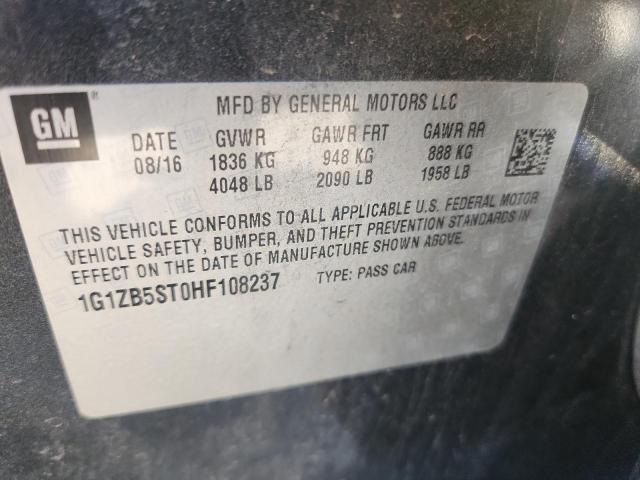 GM
MFD BY GENERAL MOTORS LLC
DATE GVWR GAWR FRT GAWR RR
08/16 1836 KG 948 KG 888 KG
4048 LB 2090 LB 1958 LB
THIS VEHICLE CONFORMS TO ALL APPLICABLE U.S. FEDERAL MOTOR
VEHICLE SAFETY, BUMPER, AND THEFT PREVENTION STANDARDS IN
EFFECT ON THE DATE OF MANUFACTURE SHOWN ABOVE.
1G1ZB5ST0HF108237 TYPE: PASS CAR